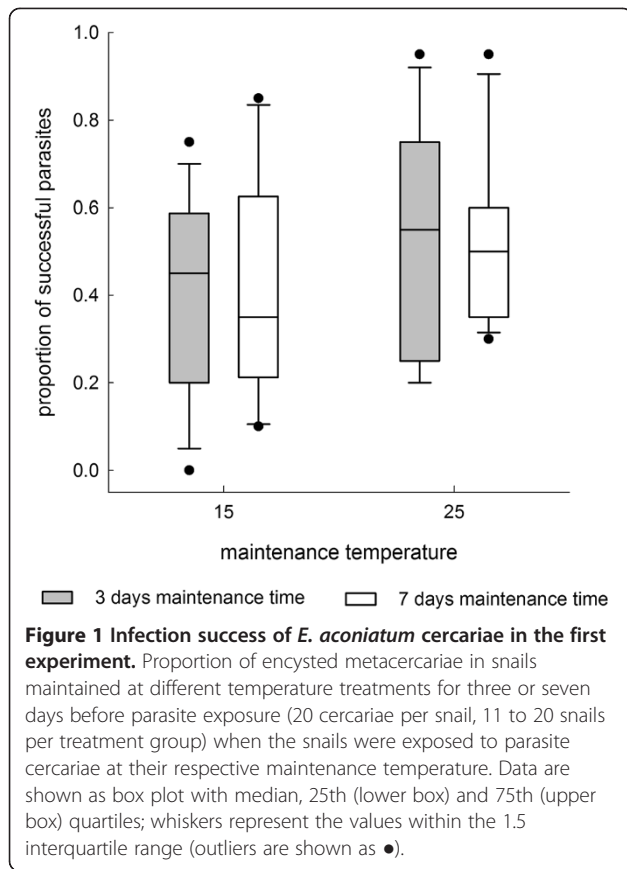 1.0
0.8
0.6
0.4
0.2
0.0
proportion of successful parasites
15 25
maintenance temperature
3 days maintenance time 7 days maintenance time
Figure 1 Infection success of E. aconiatum cercariae in the first
experiment. Proportion of encysted metacercariae in snails
maintained at different temperature treatments for three or seven
days before parasite exposure (20 cercariae per snail, 11 to 20 snails
per treatment group) when the snails were exposed to parasite
cercariae at their respective maintenance temperature. Data are
shown as box plot with median, 25th (lower box) and 75th (upper
box) quartiles; whiskers represent the values within the 1.5
interquartile range (outliers are shown as ●).